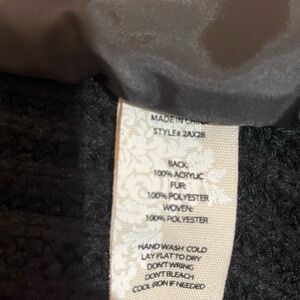 MADE IN CHINA
STYLE# 2AX28
BACK:
100% ACRYLIC
FUR:
100% POLYESTER
WOVEN:
100% POLYESTER
HAND WASH COLD
LAY FLAT TO DRY
DON'T WRING
DON'T BLEACH
COOL IRON IF NEEDED